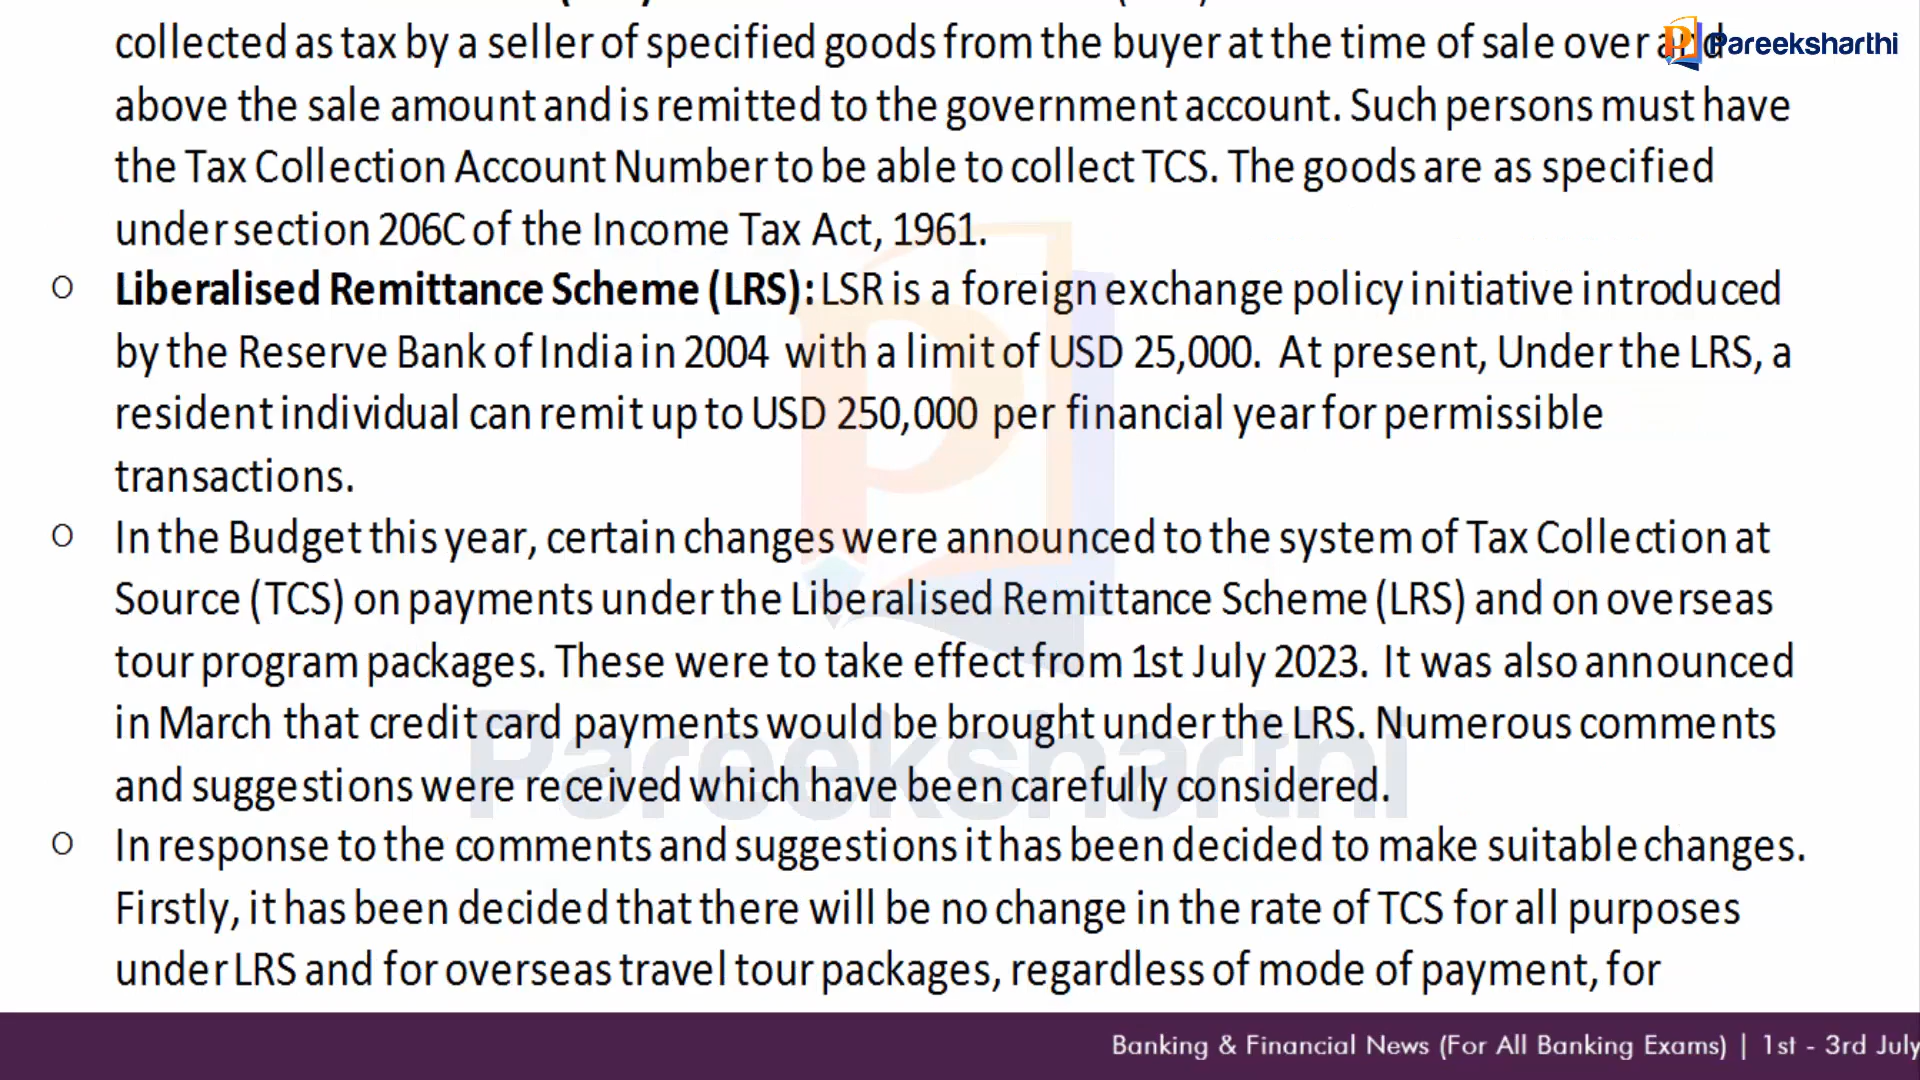 collected as tax by a seller of specified goods from the buyer at the time of sale over and
Pareeksharthi
above the sale amount and is remitted to the government account. Such persons must have
the Tax Collection Account Number to be able to collect TCS. The goods are as specified
under section 206C of the Income Tax Act, 1961.
o Liberalised Remittance Scheme (LRS): LSR is a foreign exchange policy initiative introduced
by the Reserve Bank of India in 2004 with a limit of USD 25,000. At present, Under the LRS, a
resident individual can remit up to USD 250,000 per financial year for permissible
transactions.
o In the Budget this year, certain changes were announced to the system of Tax Collection at
Source (TCS) on payments under the Liberalised Remittance Scheme (LRS) and on overseas
tour program packages. These were to take effect from 1st July 2023. It was also announced
in March that credit card payments would be brought under the LRS. Numerous comments
and suggestions were received which have been carefully considered.
Pareeksharthi
o In response to the comments and suggestions it has been decided to make suitable changes.
Firstly, it has been decided that there will be no change in the rate of TCS for all purposes
under LRS and for overseas travel tour packages, regardless of mode of payment, for
Banking & Financial News (For All Banking Exams) | 1st - 3rd July